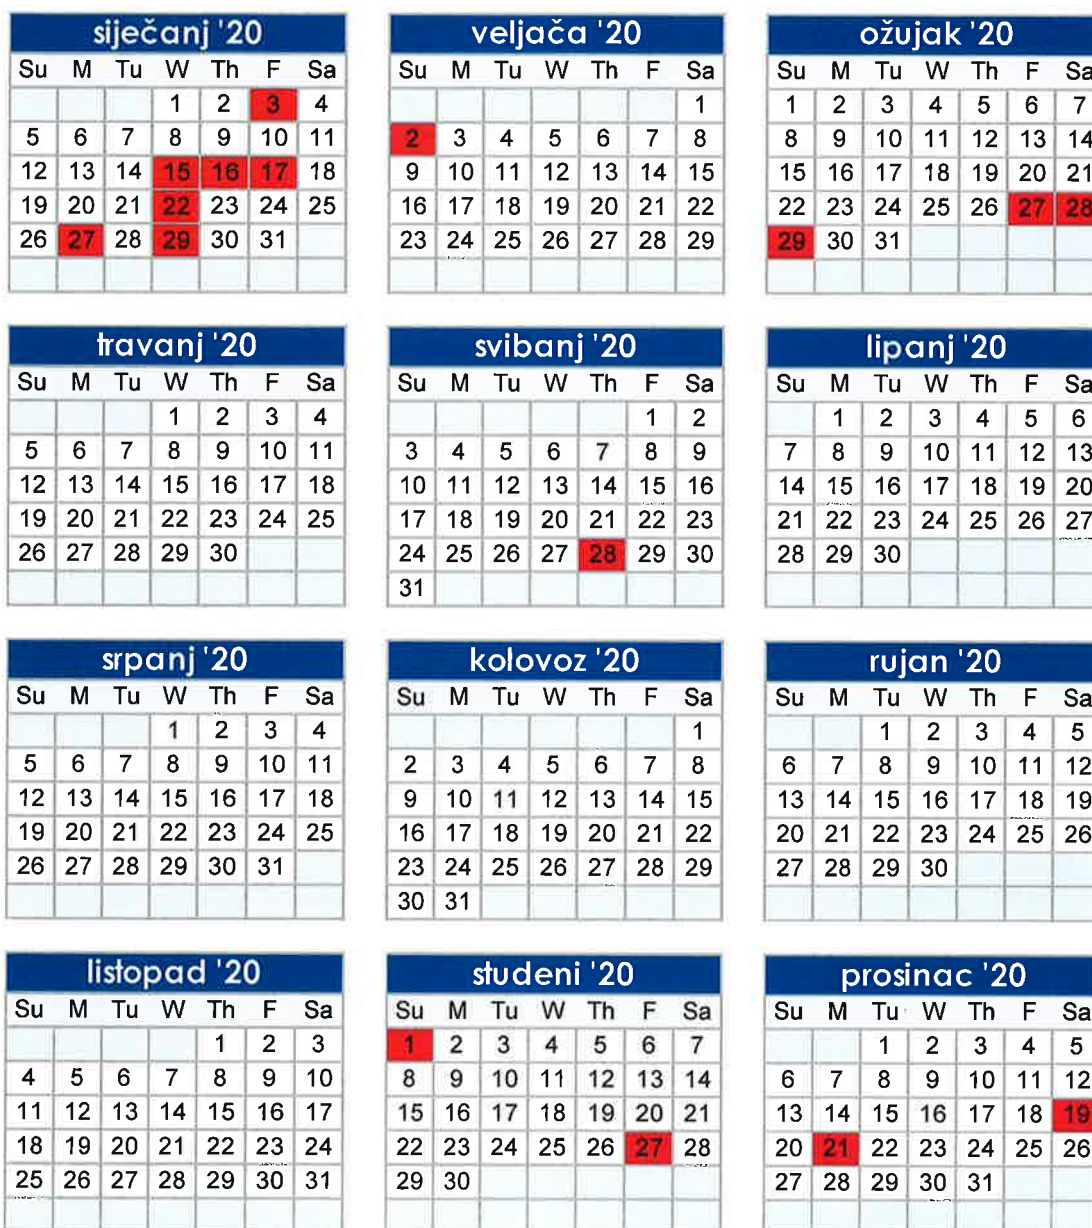 siječanj '20
Su M Tu W Th F Sa
1 2 3 4
5 6 7 8 9 10 11
12 13 14 15 16 17 18
19 20 21 22 23 24 25
26 27 28 29 30 31
veljača '20
Su M Tu W Th F Sa
1
2 3 4 5 6 7 8
9 10 11 12 13 14 15
16 17 18 19 20 21 22
23 24 25 26 27 28 29
ožujak '20
Su M Tu W Th F Sa
1 2 3 4 5 6 7
8 9 10 11 12 13 14
15 16 17 18 19 20 21
22 23 24 25 26 27 28
29 30 31
travanj '20
Su M Tu W Th F Sa
1 2 3 4
5 6 7 8 9 10 11
12 13 14 15 16 17 18
19 20 21 22 23 24 25
26 27 28 29 30
svibanj '20
Su M Tu W Th F Sa
1 2
3 4 5 6 7 8 9
10 11 12 13 14 15 16
17 18 19 20 21 22 23
24 25 26 27 28 29 30
31
lipanj '20
Su M Tu W Th F Sa
1 2 3 4 5 6
7 8 9 10 11 12 13
14 15 16 17 18 19 20
21 22 23 24 25 26 27
28 29 30
srpanj '20
Su M Tu W Th F Sa
1 2 3 4
5 6 7 8 9 10 11
12 13 14 15 16 17 18
19 20 21 22 23 24 25
26 27 28 29 30 31
kolovoz '20
Su M Tu W Th F Sa
1
2 3 4 5 6 7 8
9 10 11 12 13 14 15
16 17 18 19 20 21 22
23 24 25 26 27 28 29
30 31
rujan '20
Su M Tu W Th F Sa
1 2 3 4 5
6 7 8 9 10 11 12
13 14 15 16 17 18 19
20 21 22 23 24 25 26
27 28 29 30
listopad '20
Su M Tu W Th F Sa
1 2 3
4 5 6 7 8 9 10
11 12 13 14 15 16 17
18 19 20 21 22 23 24
25 26 27 28 29 30 31
studeni '20
Su M Tu W Th F Sa
1 2 3 4 5 6 7
8 9 10 11 12 13 14
15 16 17 18 19 20 21
22 23 24 25 26 27 28
29 30
prosinac '20
Su M Tu W Th F Sa
1 2 3 4 5
6 7 8 9 10 11 12
13 14 15 16 17 18 19
20 21 22 23 24 25 26
27 28 29 30 31